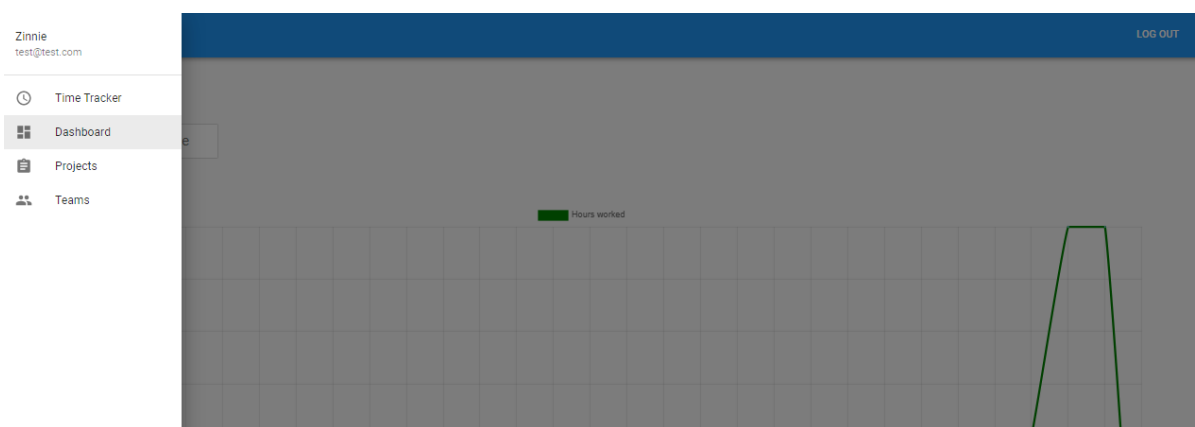 Zinnie
test@test.com
LOG OUT
Time Tracker
Dashboard
e
Projects
Teams
Hours worked